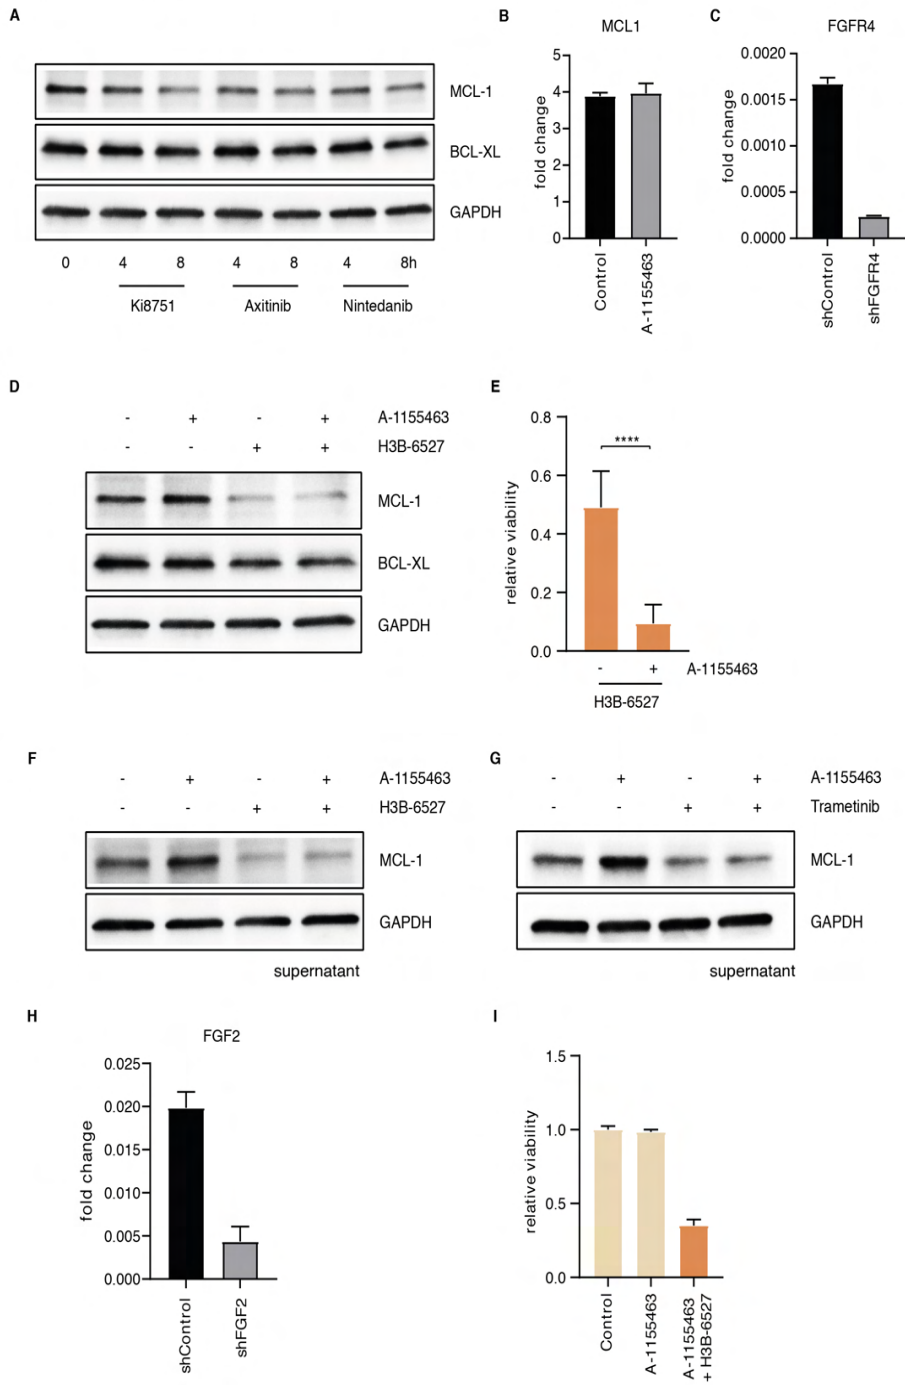 A
MCL-1
BCL-XL
GAPDH
0 4 8 4 8 4 8h
Ki8751 Axitinib Nintedanib
B
MCL1
fold change
5
4
3
2
1
0
Control
A-1155463
C
FGFR4
fold change
0.0020
0.0015
0.0010
0.0005
0.0000
shControl
shFGFR4
D
- + - + A-1155463
- - + + H3B-6527
MCL-1
BCL-XL
GAPDH
E
relative viability
0.8
0.6
0.4
0.2
0.0
****
- + A-1155463
H3B-6527
F
- + - + A-1155463
- - + + H3B-6527
MCL-1
GAPDH
supernatant
G
- + - + A-1155463
- - + + Trametinib
MCL-1
GAPDH
supernatant
H
FGF2
fold change
0.025
0.020
0.015
0.010
0.005
0.000
shControl
shFGF2
I
relative viability
1.5
1.0
0.5
0.0
Control
A-1155463
A-1155463
+ H3B-6527